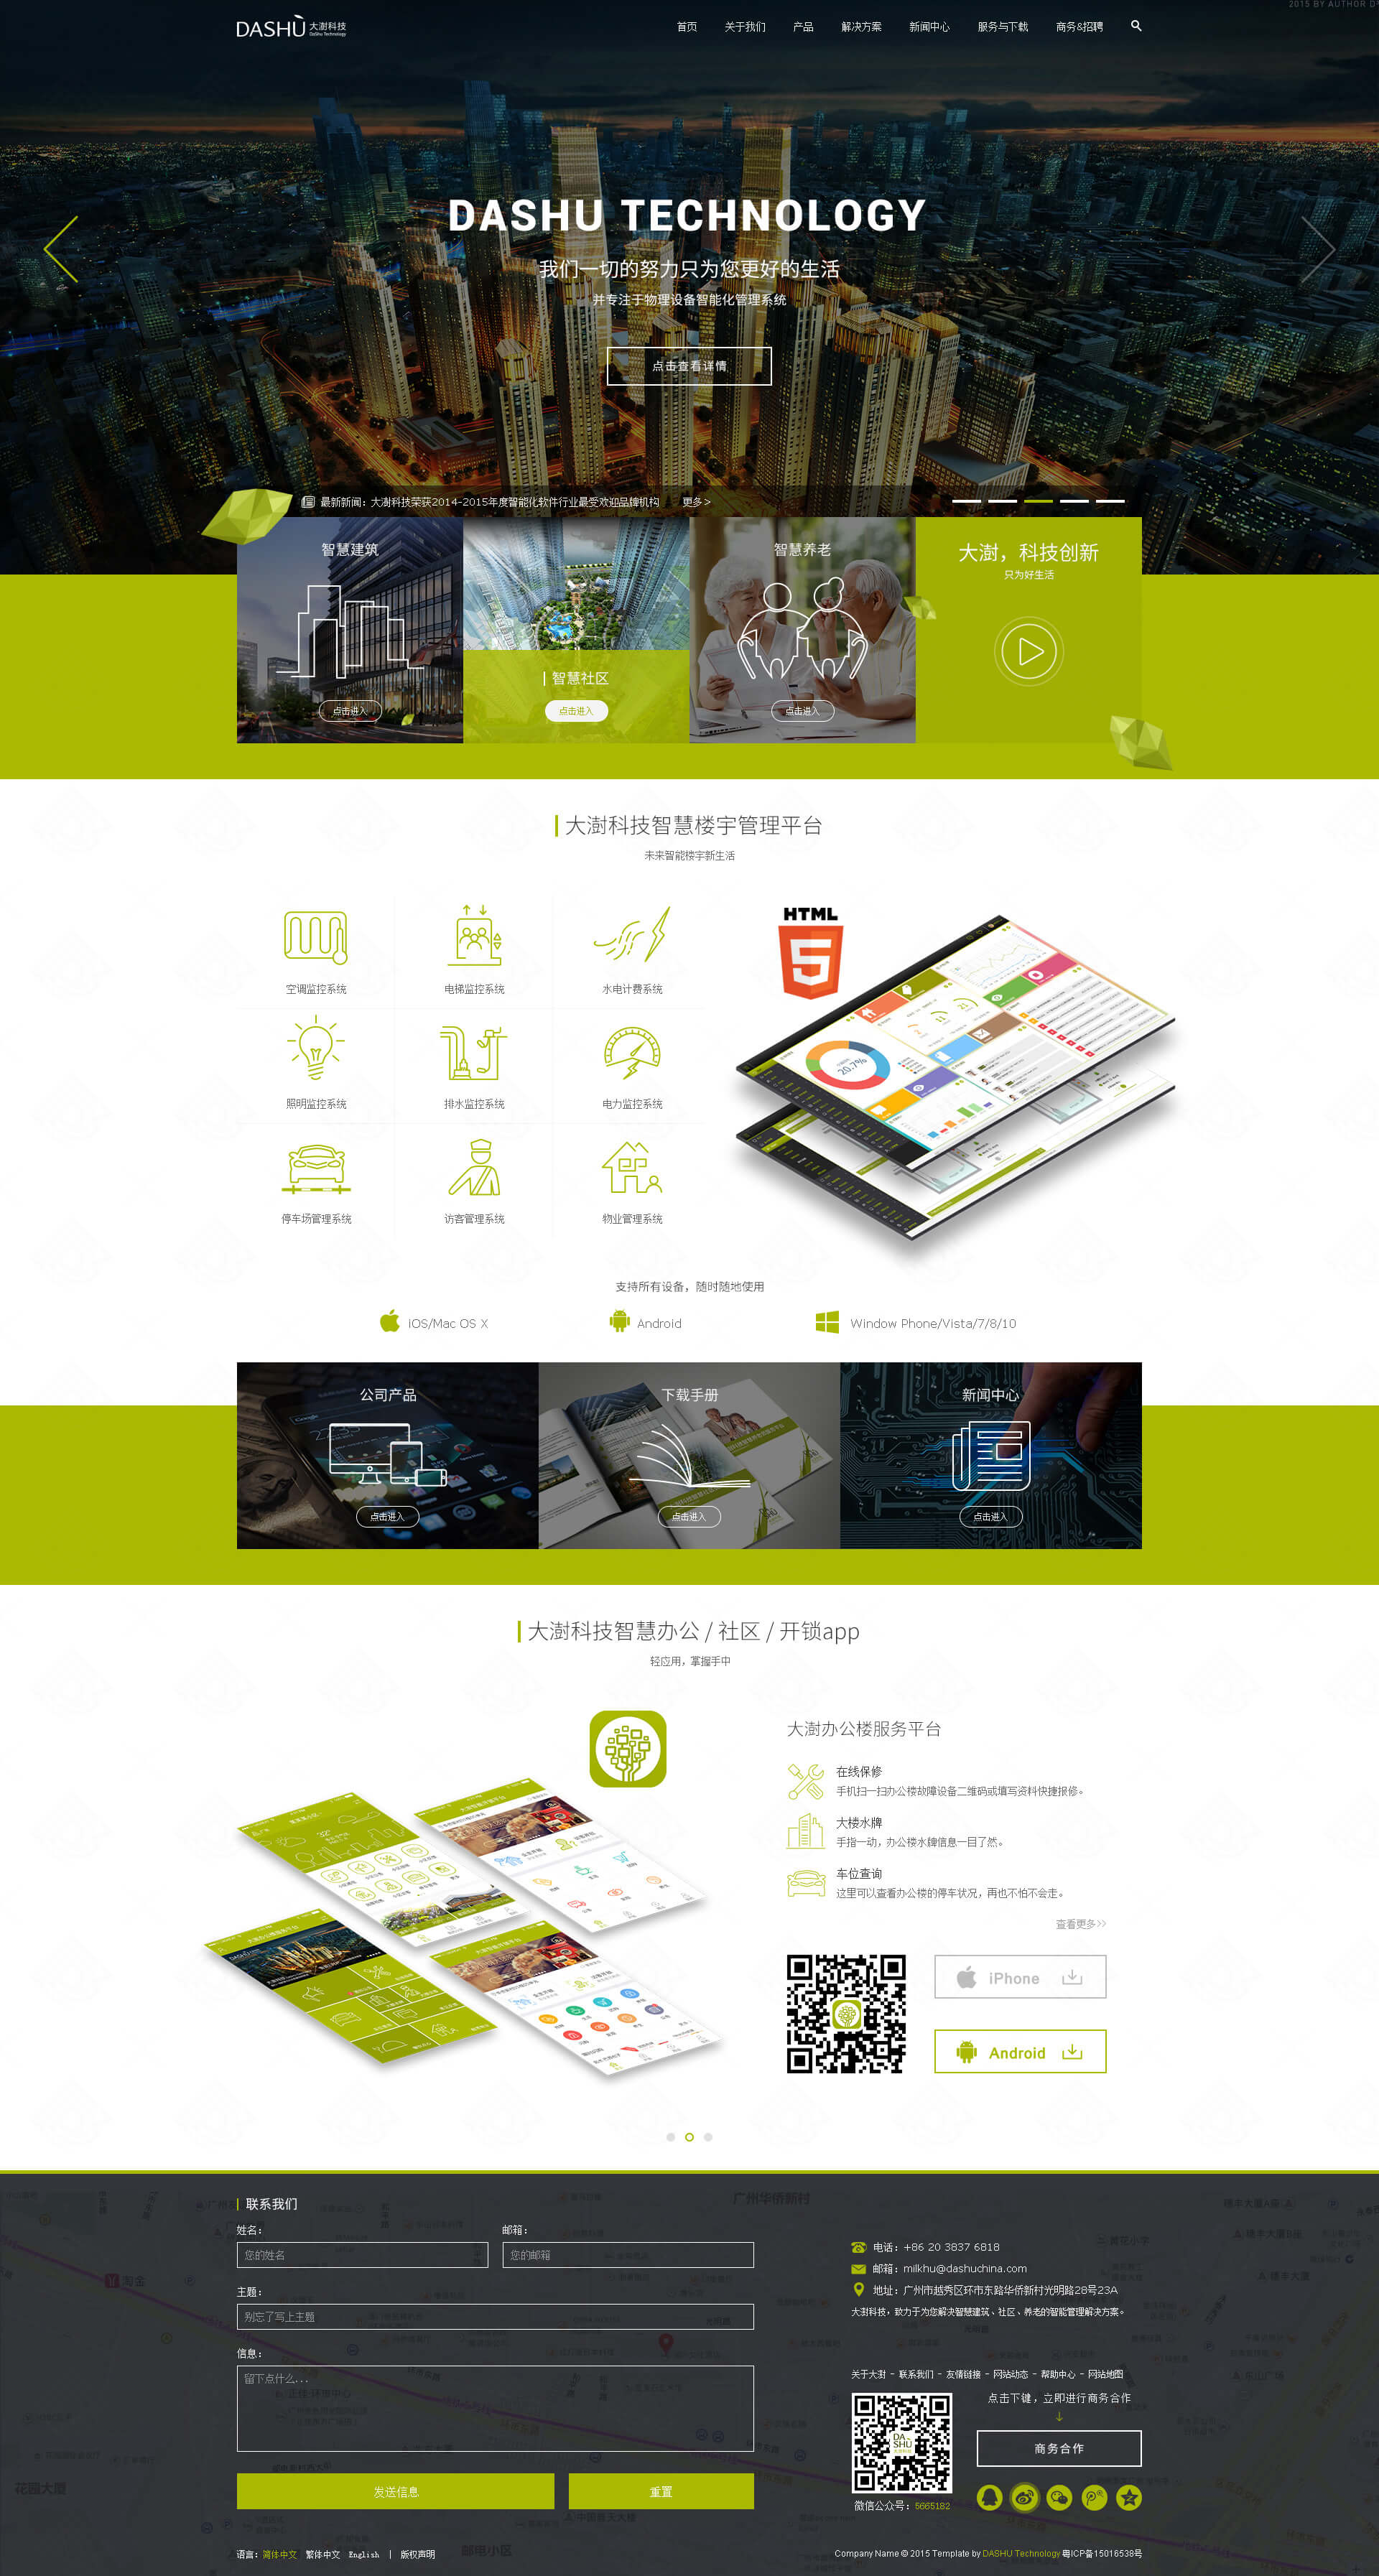 2015 BY AUTHOR D
DASHU 大澍科技
DaShu Technology
首页 关于我们 产品 解决方案 新闻中心 服务与下载 商务&招聘
DASHU TECHNOLOGY
我们一切的努力只为您更好的生活
并专注于物理设备智能化管理系统
点击查看详情
最新新闻：大澍科技荣获2014-2015年度智能化软件行业最受欢迎品牌机构 更多>
智慧建筑
点击进入
智慧社区
点击进入
智慧养老
点击进入
大澍，科技创新
只为好生活
大澍科技智慧楼宇管理平台
未来智能楼宇新生活
空调监控系统 电梯监控系统 水电计费系统
照明监控系统 排水监控系统 电力监控系统
停车场管理系统 访客管理系统 物业管理系统
HTML
5
20.7%
支持所有设备，随时随地使用
iOS/Mac OS X
Android
Window Phone/Vista/7/8/10
公司产品
点击进入
下载手册
点击进入
新闻中心
点击进入
大澍科技智慧办公 / 社区 / 开锁app
轻应用，掌握手中
大澍办公楼服务平台
在线保修
手机扫一扫办公楼故障设备二维码或填写资料快捷报修。
大楼水牌
手指一动，办公楼水牌信息一目了然。
车位查询
这里可以查看办公楼的停车状况，再也不怕不会走。
查看更多>>
iPhone
Android
联系我们
姓名：
您的姓名
邮箱：
您的邮箱
主题：
别忘了写上主题
信息：
留下点什么...
发送信息
重置
电话：+86 20 3837 6818
邮箱：milkhu@dashuchina.com
地址：广州市越秀区环市东路华侨新村光明路28号23A
大澍科技，致力于为您解决智慧建筑、社区、养老的智能管理解决方案。
关于大澍 - 联系我们 - 友情链接 - 网站动态 - 帮助中心 - 网站地图
点击下键，立即进行商务合作
↓
商务合作
DA
SHU
微信公众号：5665182
语言：简体中文 繁体中文 English | 版权声明
Company Name © 2015 Template by DASHU Technology 粤ICP备15016538号
广州华侨新村
淘金
花园大厦